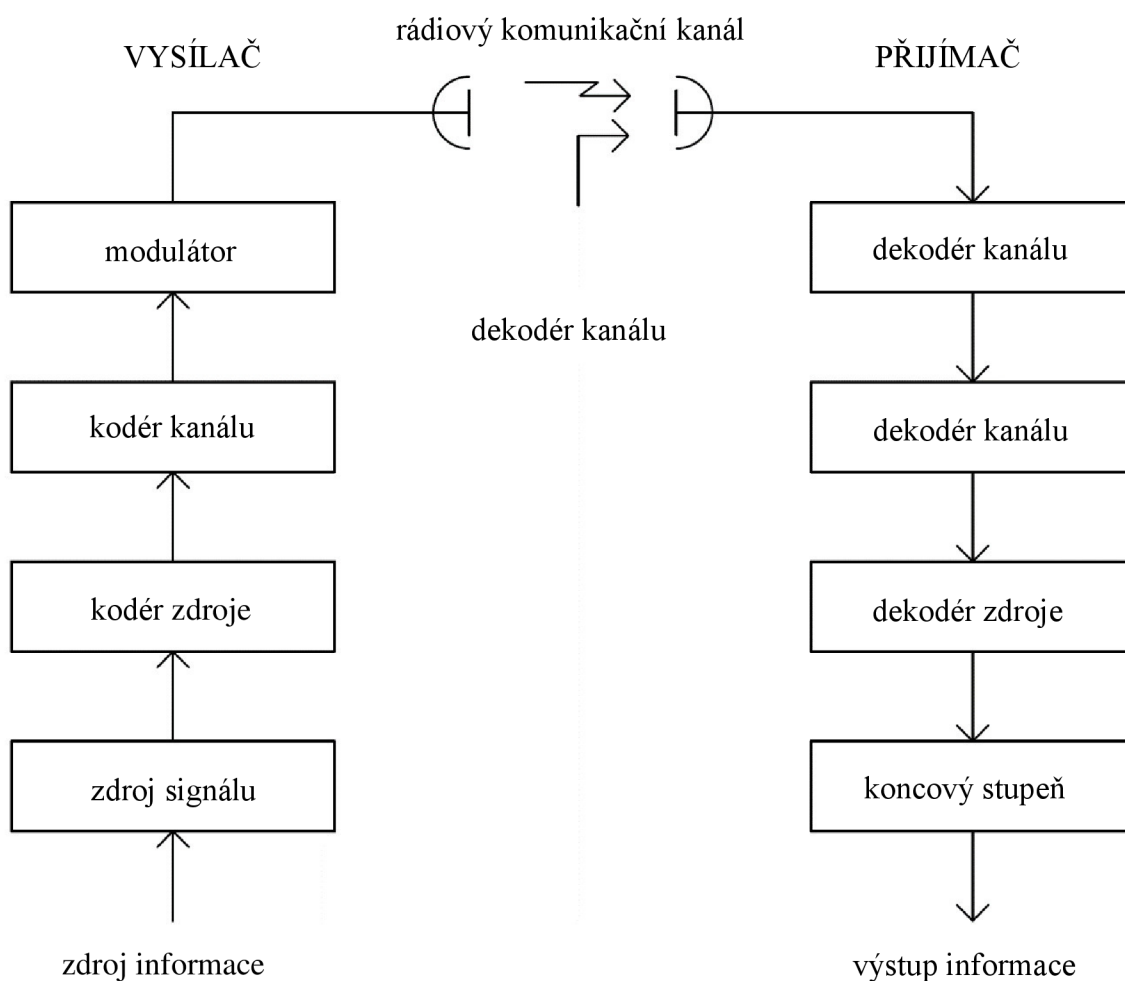 rádiový komunikační kanál
VYSÍLAČ
PŘIJÍMAČ
modulátor
dekodér kanálu
dekodér kanálu
kodér kanálu
dekodér kanálu
kodér zdroje
dekodér zdroje
zdroj signálu
koncový stupeň
zdroj informace
výstup informace